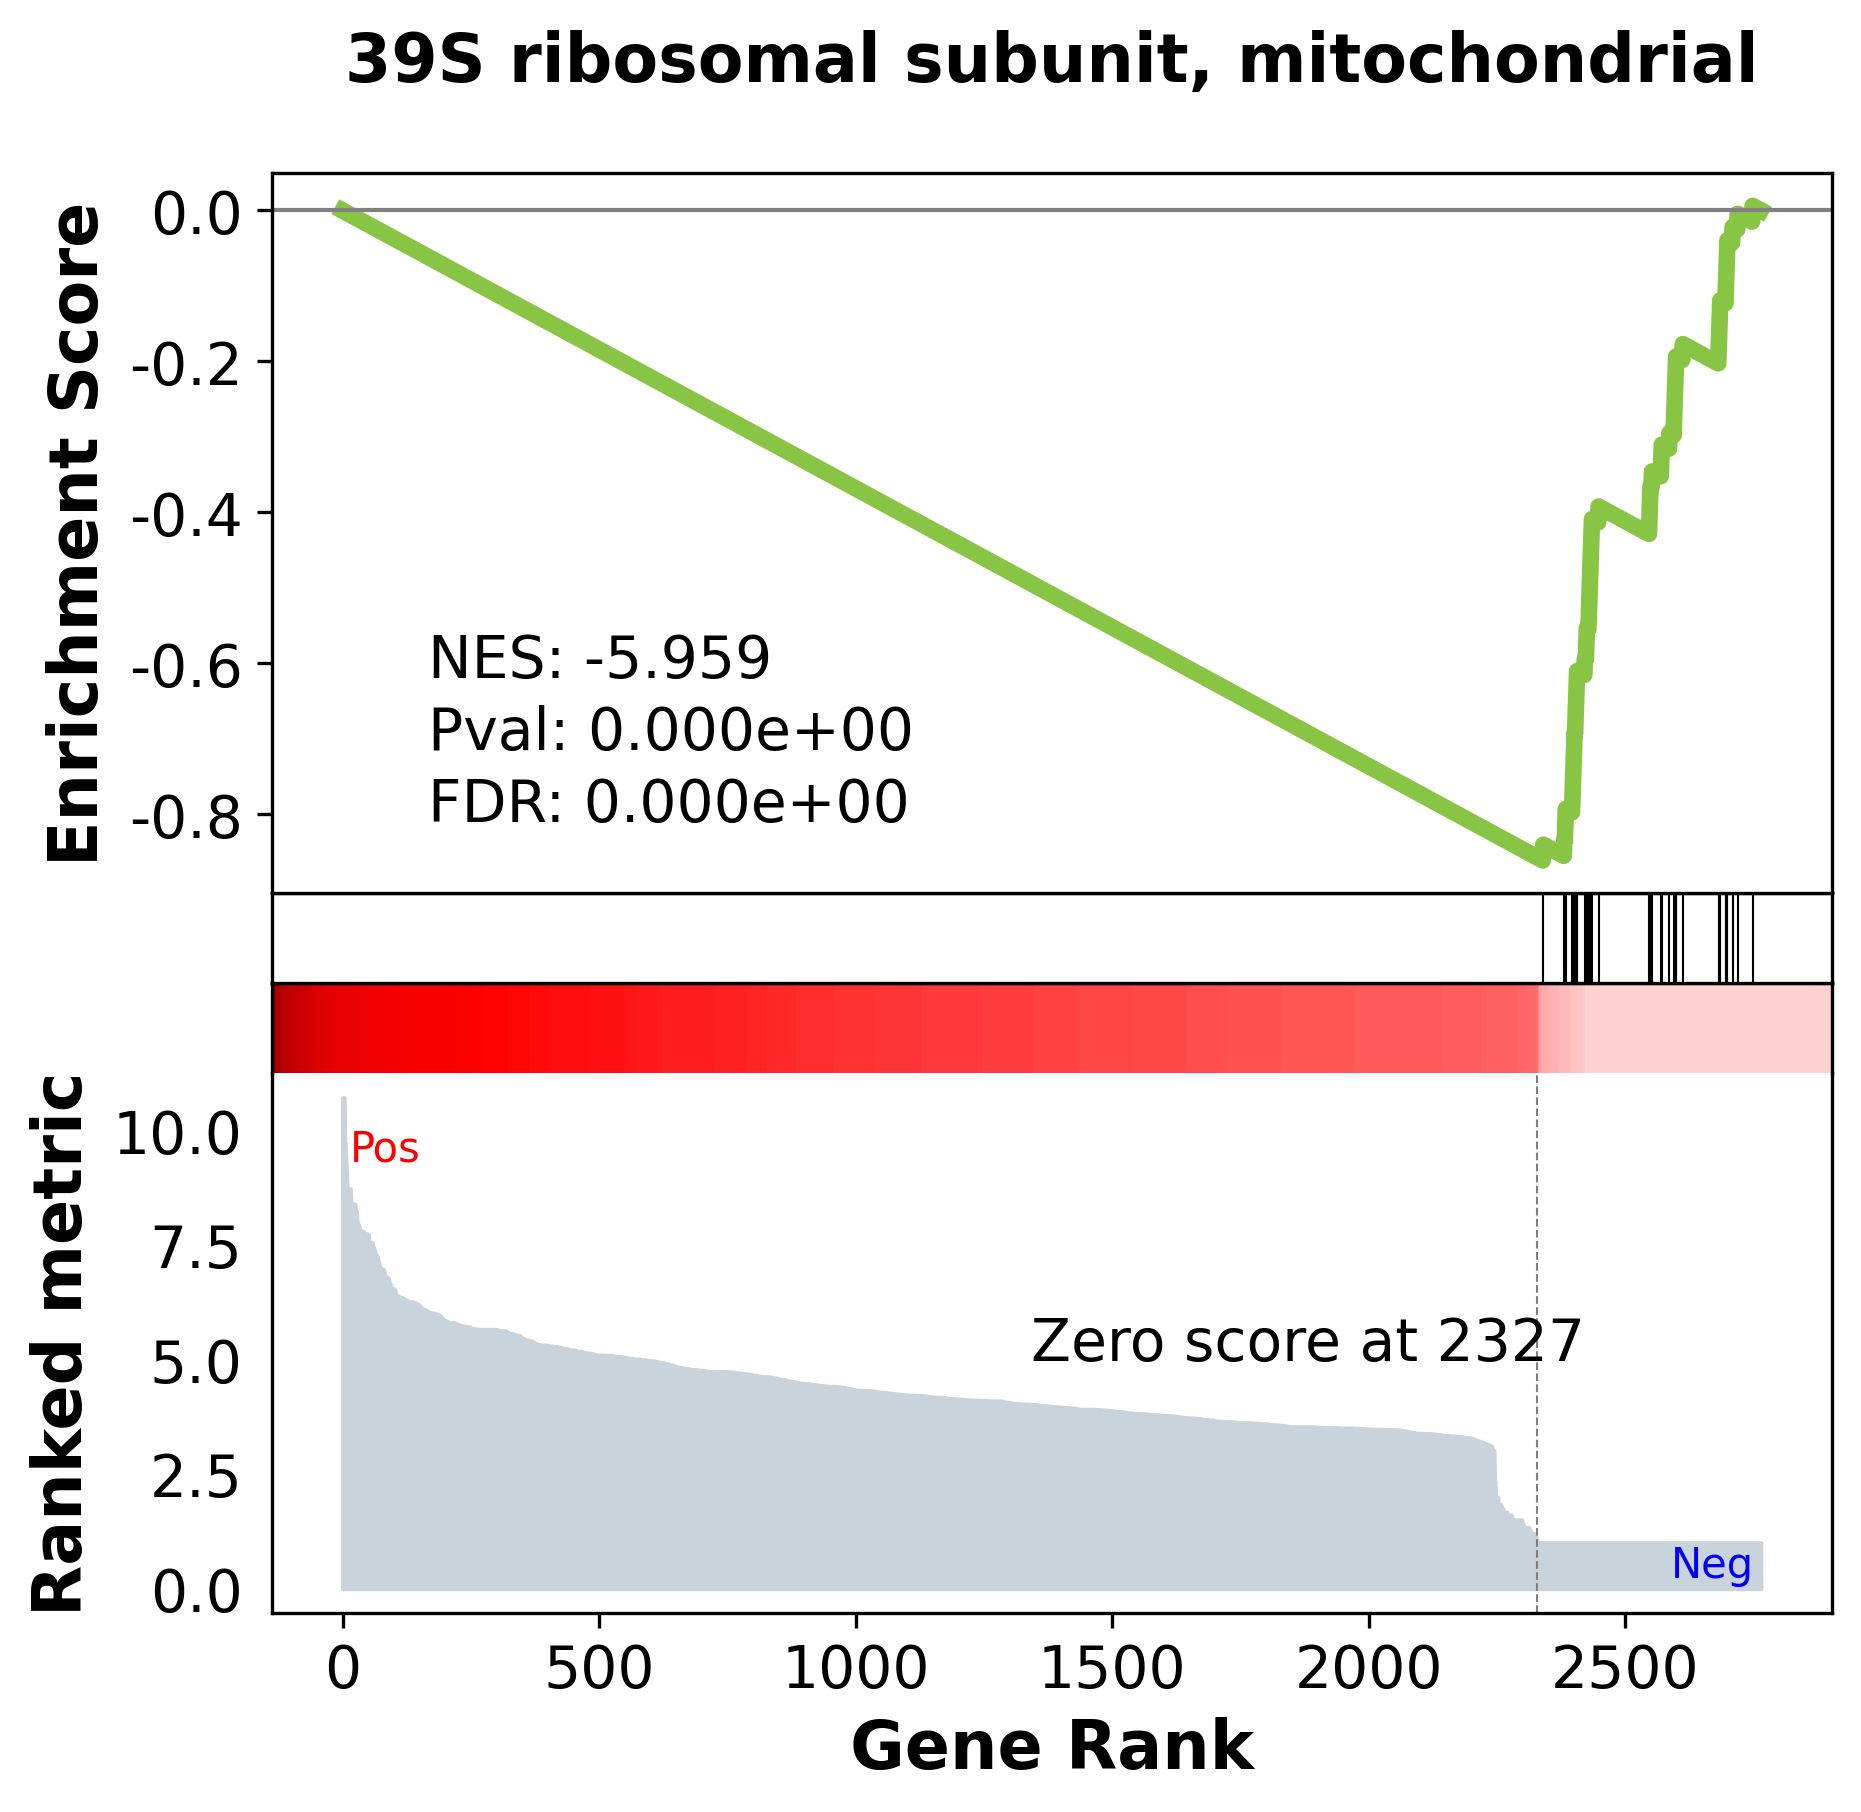 39S ribosomal subunit, mitochondrial
Enrichment Score
0.0
-0.2
-0.4
-0.6
-0.8
NES: -5.959
Pval: 0.000e+00
FDR: 0.000e+00
Ranked metric
10.0
7.5
5.0
2.5
0.0
Pos
Zero score at 2327
Neg
0 500 1000 1500 2000 2500
Gene Rank